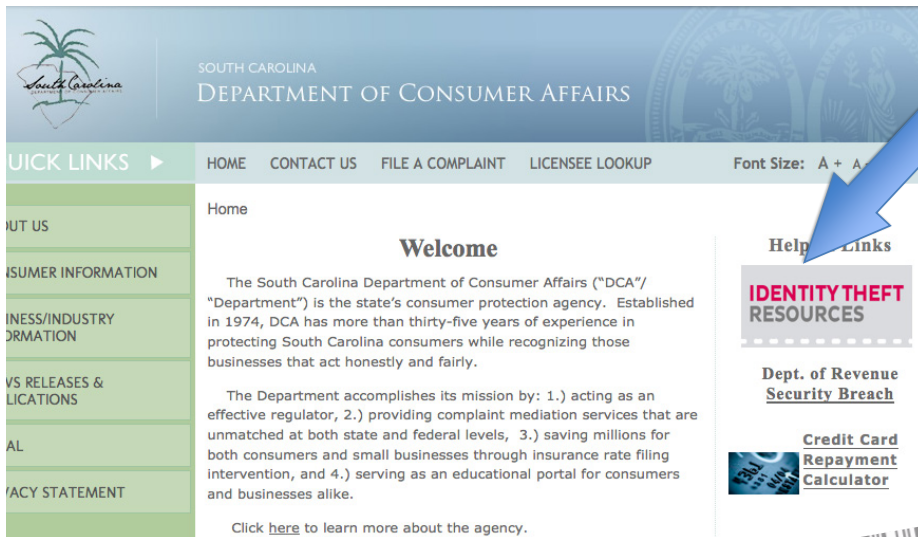 South Carolina
SOUTH CAROLINA
DEPARTMENT OF CONSUMER AFFAIRS
UICK LINKS
HOME CONTACT US FILE A COMPLAINT LICENSEE LOOKUP Font Size: A + A
OUT US
NSUMER INFORMATION
INESS/INDUSTRY
ORMATION
WS RELEASES &
LICATIONS
AL
VACY STATEMENT
Home
Welcome
The South Carolina Department of Consumer Affairs (“DCA”/
“Department”) is the state’s consumer protection agency. Established
in 1974, DCA has more than thirty-five years of experience in
protecting South Carolina consumers while recognizing those
businesses that act honestly and fairly.
The Department accomplishes its mission by: 1.) acting as an
effective regulator, 2.) providing complaint mediation services that are
unmatched at both state and federal levels, 3.) saving millions for
both consumers and small businesses through insurance rate filing
intervention, and 4.) serving as an educational portal for consumers
and businesses alike.
Click here to learn more about the agency.
Help Links
IDENTITY THEFT
RESOURCES
Dept. of Revenue
Security Breach
Credit Card
Repayment
Calculator